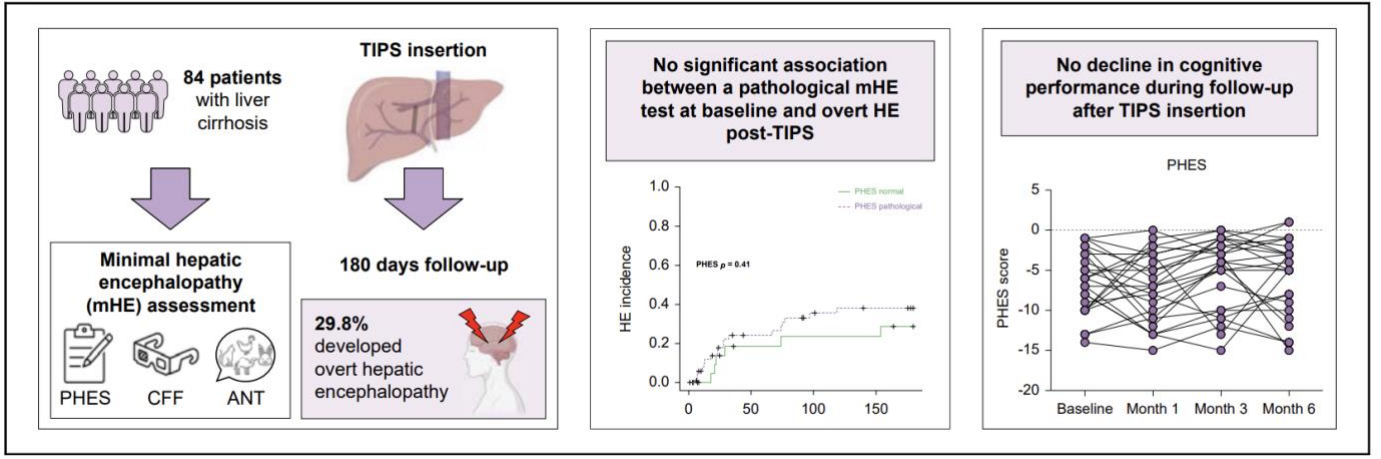 84 patients
with liver
cirrhosis
TIPS insertion
Minimal hepatic
encephalopathy
(mHE) assessment
PHES
CFF
ANT
180 days follow-up
29.8%
developed
overt hepatic
encephalopathy
No significant association
between a pathological mHE
test at baseline and overt HE
post-TIPS
HE incidence
1.0
0.8
0.6
0.4
0.2
0.0
PHES normal
PHES pathological
PHES p = 0.41
0
50
100
150
No decline in cognitive
performance during follow-up
after TIPS insertion
PHES
PHES score
5
0
-5
-10
-15
-20
Baseline
Month 1
Month 3
Month 6